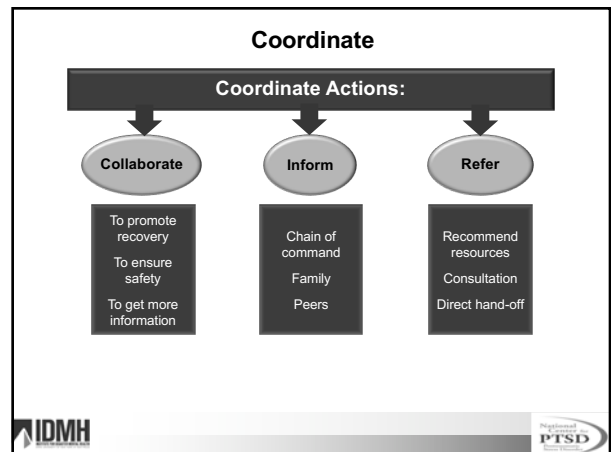 Coordinate
Coordinate Actions:
Collaborate
To promote
recovery
To ensure
safety
To get more
information
Inform
Chain of
command
Family
Peers
Refer
Recommend
resources
Consultation
Direct hand-off
IDMH
National
Center for
PTSD